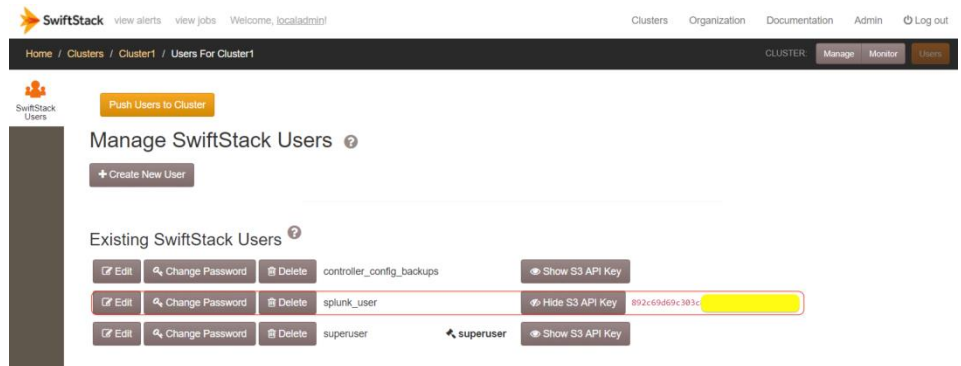 SwiftStack view alerts view jobs Welcome, localadmin! Clusters Organization Documentation Admin Log out
Home / Clusters / Cluster1 / Users For Cluster1 CLUSTER: Manage Monitor Users
SwiftStack
Users
Push Users to Cluster
Manage SwiftStack Users ?
+ Create New User
Existing SwiftStack Users ?
Edit Change Password Delete controller_config_backups Show S3 API Key
Edit Change Password Delete splunk_user Hide S3 API Key 892c69d69c303c
Edit Change Password Delete superuser superuser Show S3 API Key